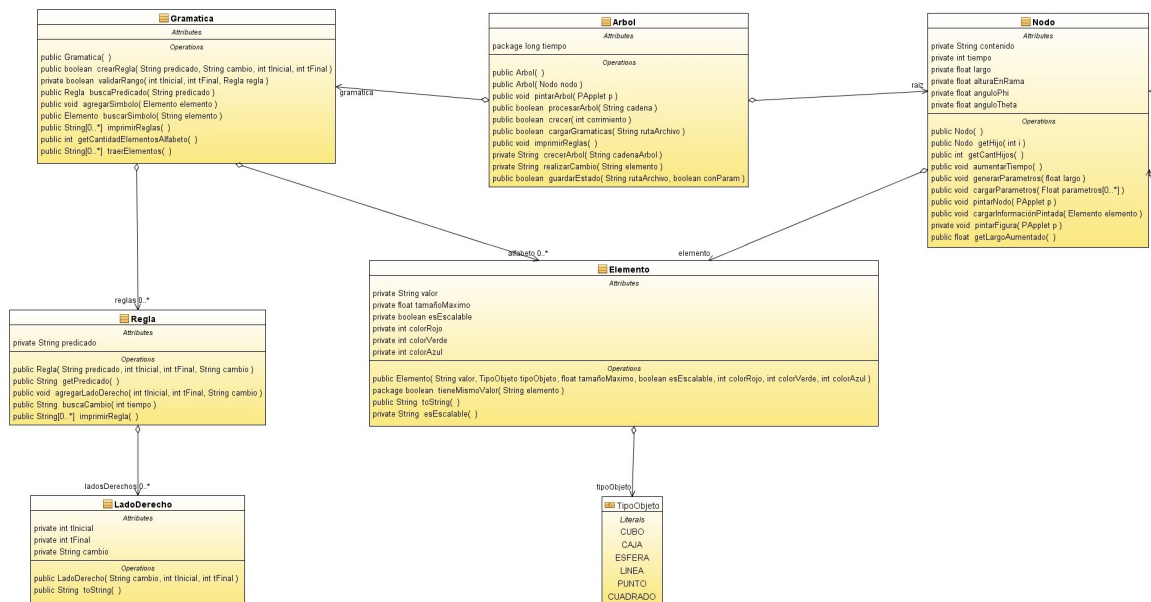 Gramatica
Attributes
Operations
public Gramatica( )
public boolean crearRegla( String predicado, String cambio, int tInicial, int tFinal )
private boolean validarRango( int tInicial, int tFinal, Regla regla )
public Regla buscaPredicado( String predicado )
public void agregarSimbolo( Elemento elemento )
public Elemento buscarSimbolo( String elemento )
public String[0..*] imprimirReglas( )
public int getCantidadElementosAlfabeto( )
public String[0..*] traerElementos( )
gramatica
Arbol
Attributes
package long tiempo
Operations
public Arbol( )
public Arbol( Nodo nodo )
public void pintarArbol( PApplet p )
public boolean procesarArbol( String cadena )
public boolean crecer( int corrimiento )
public boolean cargarGramaticas( String rutaArchivo )
public void imprimirReglas( )
private String crecerArbol( String cadenaArbol )
private String realizarCambio( String elemento )
public boolean guardarEstado( String rutaArchivo, boolean conParam )
raiz
Nodo
Attributes
private String contenido
private int tiempo
private float largo
private float alturaEnRama
private float anguloPhi
private float anguloTheta
Operations
public Nodo( )
public Nodo getHijo( int i )
public int getCantHijos( )
public void aumentarTiempo( )
public void generarParametros( float largo )
public void cargarParametros( Float parametros[0..*] )
public void pintarNodo( PApplet p )
public void cargarInformaciónPintada( Elemento elemento )
private void pintarFigura( PApplet p )
public float getLargoAumentado( )
alfabeto 0..*
elemento
Elemento
Attributes
private String valor
private float tamañoMaximo
private boolean esEscalable
private int colorRojo
private int colorVerde
private int colorAzul
Operations
public Elemento( String valor, TipoObjeto tipoObjeto, float tamañoMaximo, boolean esEscalable, int colorRojo, int colorVerde, int colorAzul )
package boolean tieneMismoValor( String elemento )
public String toString( )
private String esEscalable( )
reglas 0..*
Regla
Attributes
private String predicado
Operations
public Regla( String predicado, int tInicial, int tFinal, String cambio )
public String getPredicado( )
public void agregarLadoDerecho( int tInicial, int tFinal, String cambio )
public String buscaCambio( int tiempo )
public String[0..*] imprimirRegla( )
ladosDerechos 0..*
LadoDerecho
Attributes
private int tInicial
private int tFinal
private String cambio
Operations
public LadoDerecho( String cambio, int tInicial, int tFinal )
public String toString( )
tipoObjeto
TipoObjeto
Literals
CUBO
CAJA
ESFERA
LINEA
PUNTO
CUADRADO